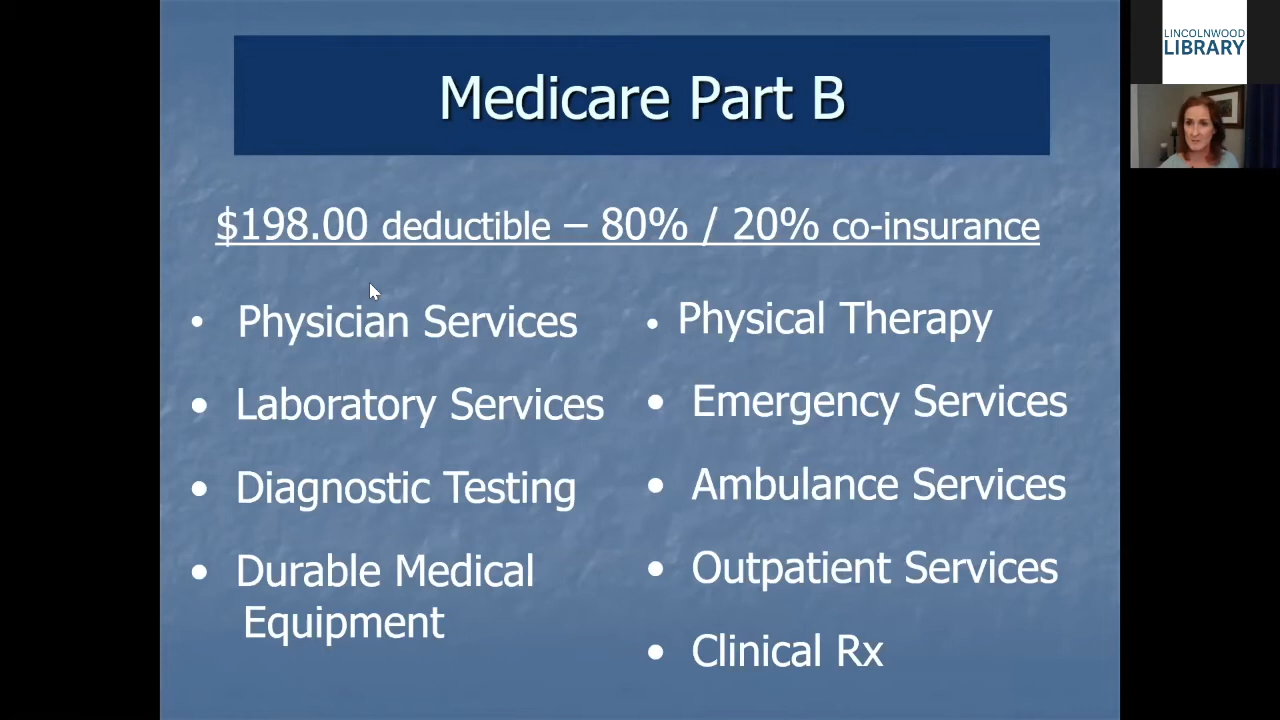 Medicare Part B
$198.00 deductible – 80% / 20% co-insurance
• Physician Services
• Laboratory Services
• Diagnostic Testing
• Durable Medical
Equipment
• Physical Therapy
• Emergency Services
• Ambulance Services
• Outpatient Services
• Clinical Rx
LINCOLNWOOD
LIBRARY